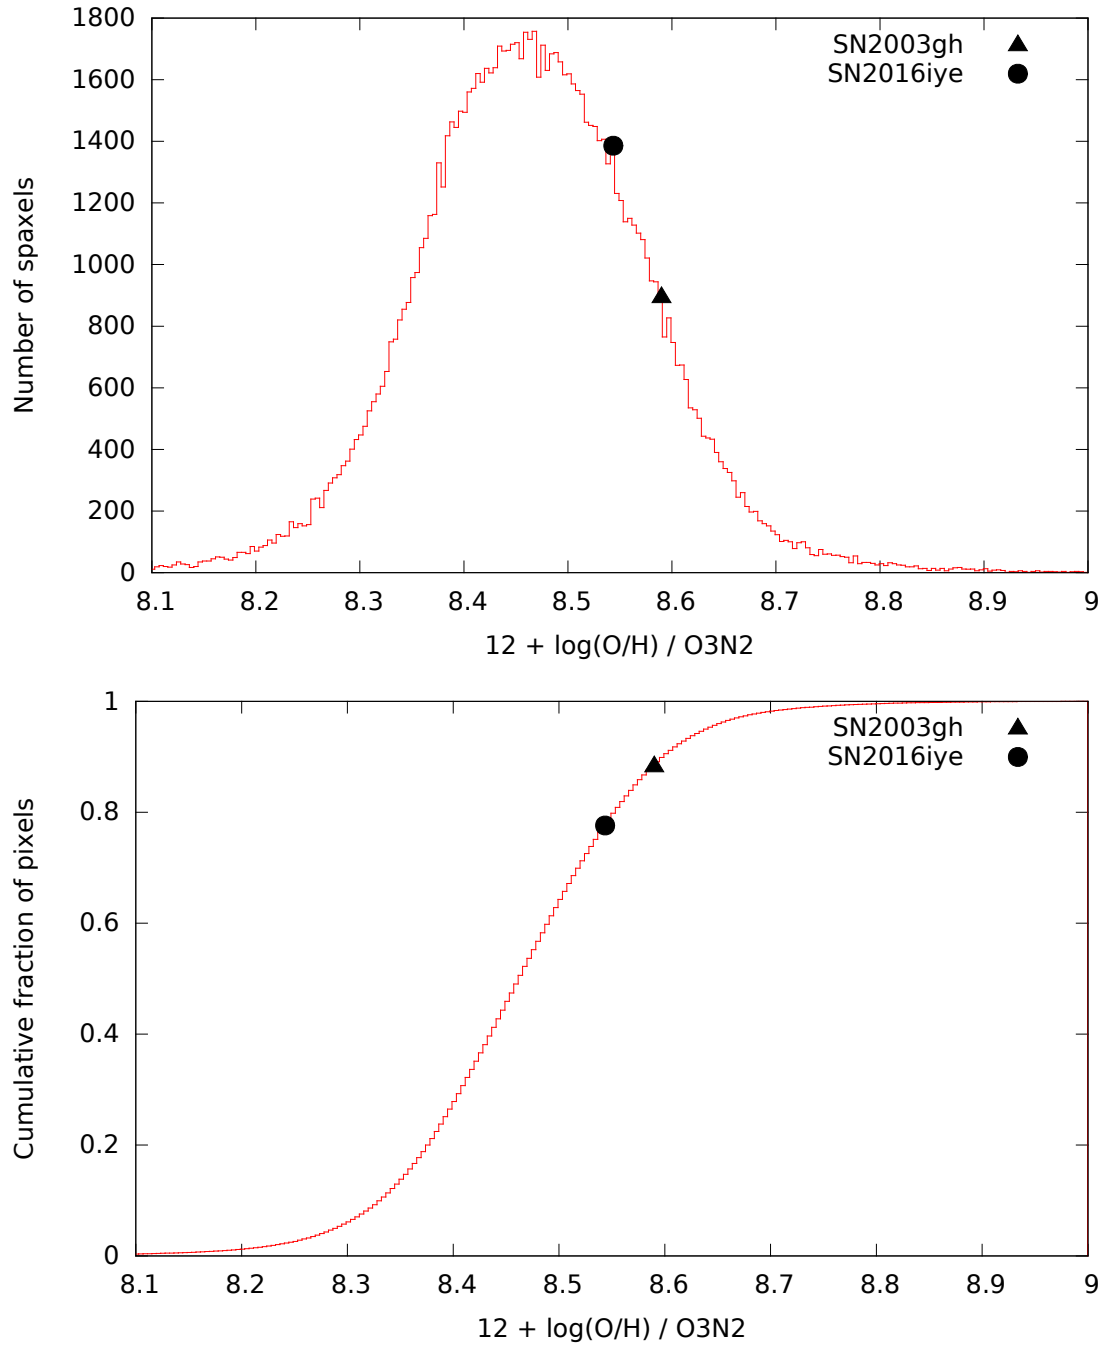 1800
1600
1400
1200
1000
800
600
400
200
0
Number of spaxels
SN2003gh
SN2016iye
8.1 8.2 8.3 8.4 8.5 8.6 8.7 8.8 8.9 9
12 + log(O/H) / O3N2
1
0.8
0.6
0.4
0.2
0
Cumulative fraction of pixels
SN2003gh
SN2016iye
8.1 8.2 8.3 8.4 8.5 8.6 8.7 8.8 8.9 9
12 + log(O/H) / O3N2